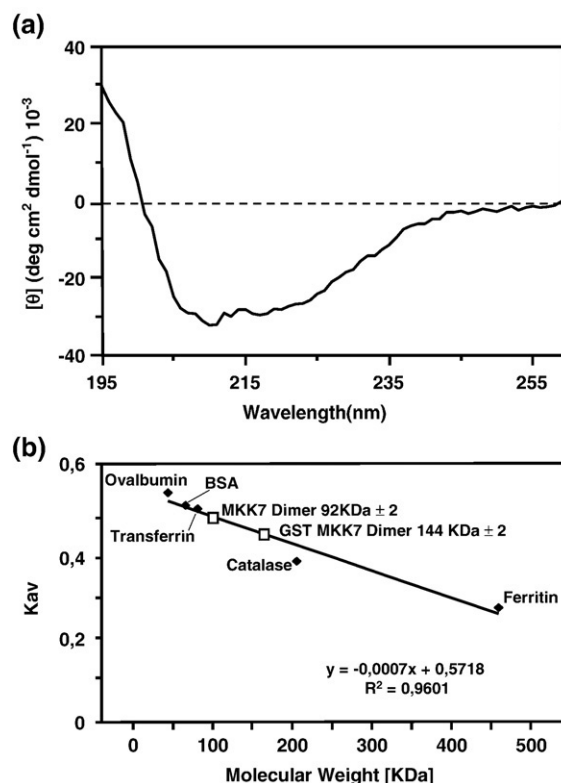 (a)
40
20
0
-20
-40
[θ] (deg cm² dmol⁻¹) 10⁻³
195
215
235
255
Wavelength(nm)
(b)
0,6
0,4
0,2
0
Kav
Ovalbumin
BSA
MKK7 Dimer 92KDa ± 2
Transferrin
GST MKK7 Dimer 144 KDa ± 2
Catalase
Ferritin
y = -0,0007x + 0,5718
R² = 0,9601
0
100
200
300
400
500
Molecular Weight [KDa]